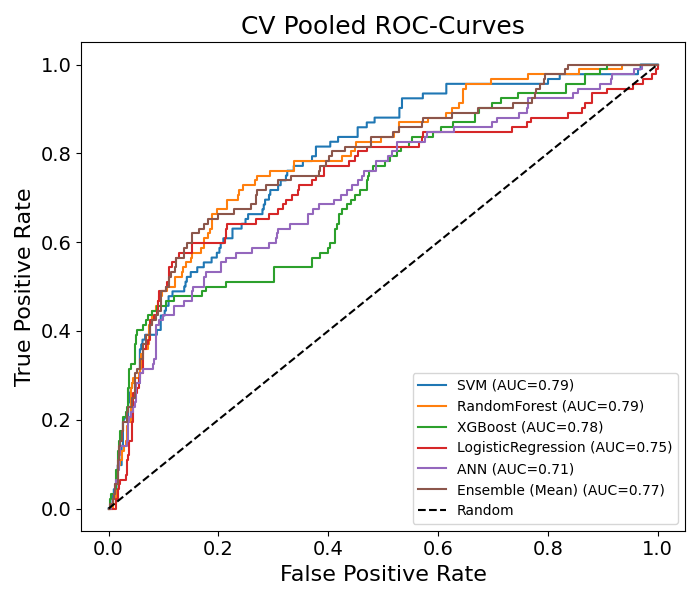 CV Pooled ROC-Curves
True Positive Rate
1.0
0.8
0.6
0.4
0.2
0.0
SVM (AUC=0.79)
RandomForest (AUC=0.79)
XGBoost (AUC=0.78)
LogisticRegression (AUC=0.75)
ANN (AUC=0.71)
Ensemble (Mean) (AUC=0.77)
Random
0.0 0.2 0.4 0.6 0.8 1.0
False Positive Rate